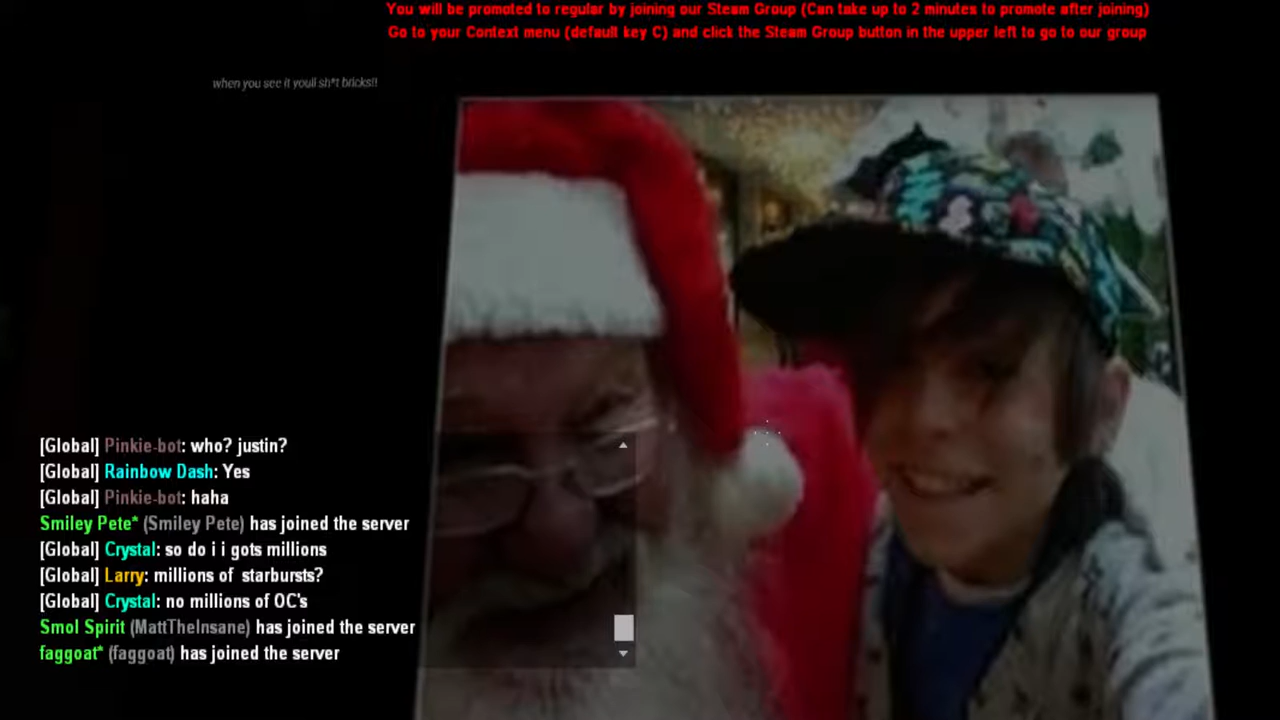 You will be promoted to regular by joining our Steam Group (Can take up to 2 minutes to promote after joining)
Go to your Context menu (default key C) and click the Steam Group button in the upper left to go to our group
when you see it youll sh*t bricks!!
[Global] Pinkie-bot: who? justin?
[Global] Rainbow Dash: Yes
[Global] Pinkie-bot: haha
Smiley Pete* (Smiley Pete) has joined the server
[Global] Crystal: so do i i gots millions
[Global] Larry: millions of starbursts?
[Global] Crystal: no millions of OC's
Smol Spirit (MattTheInsane) has joined the server
faggoat* (faggoat) has joined the server